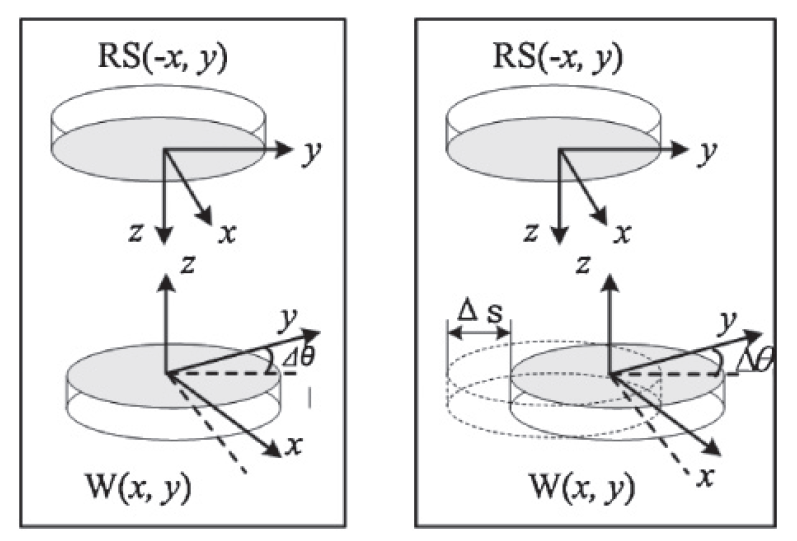 RS(-x, y)
y
z
x
z
y
Δθ
x
W(x, y)
RS(-x, y)
y
z
x
z
Δ s
y
Δθ
x
W(x, y)